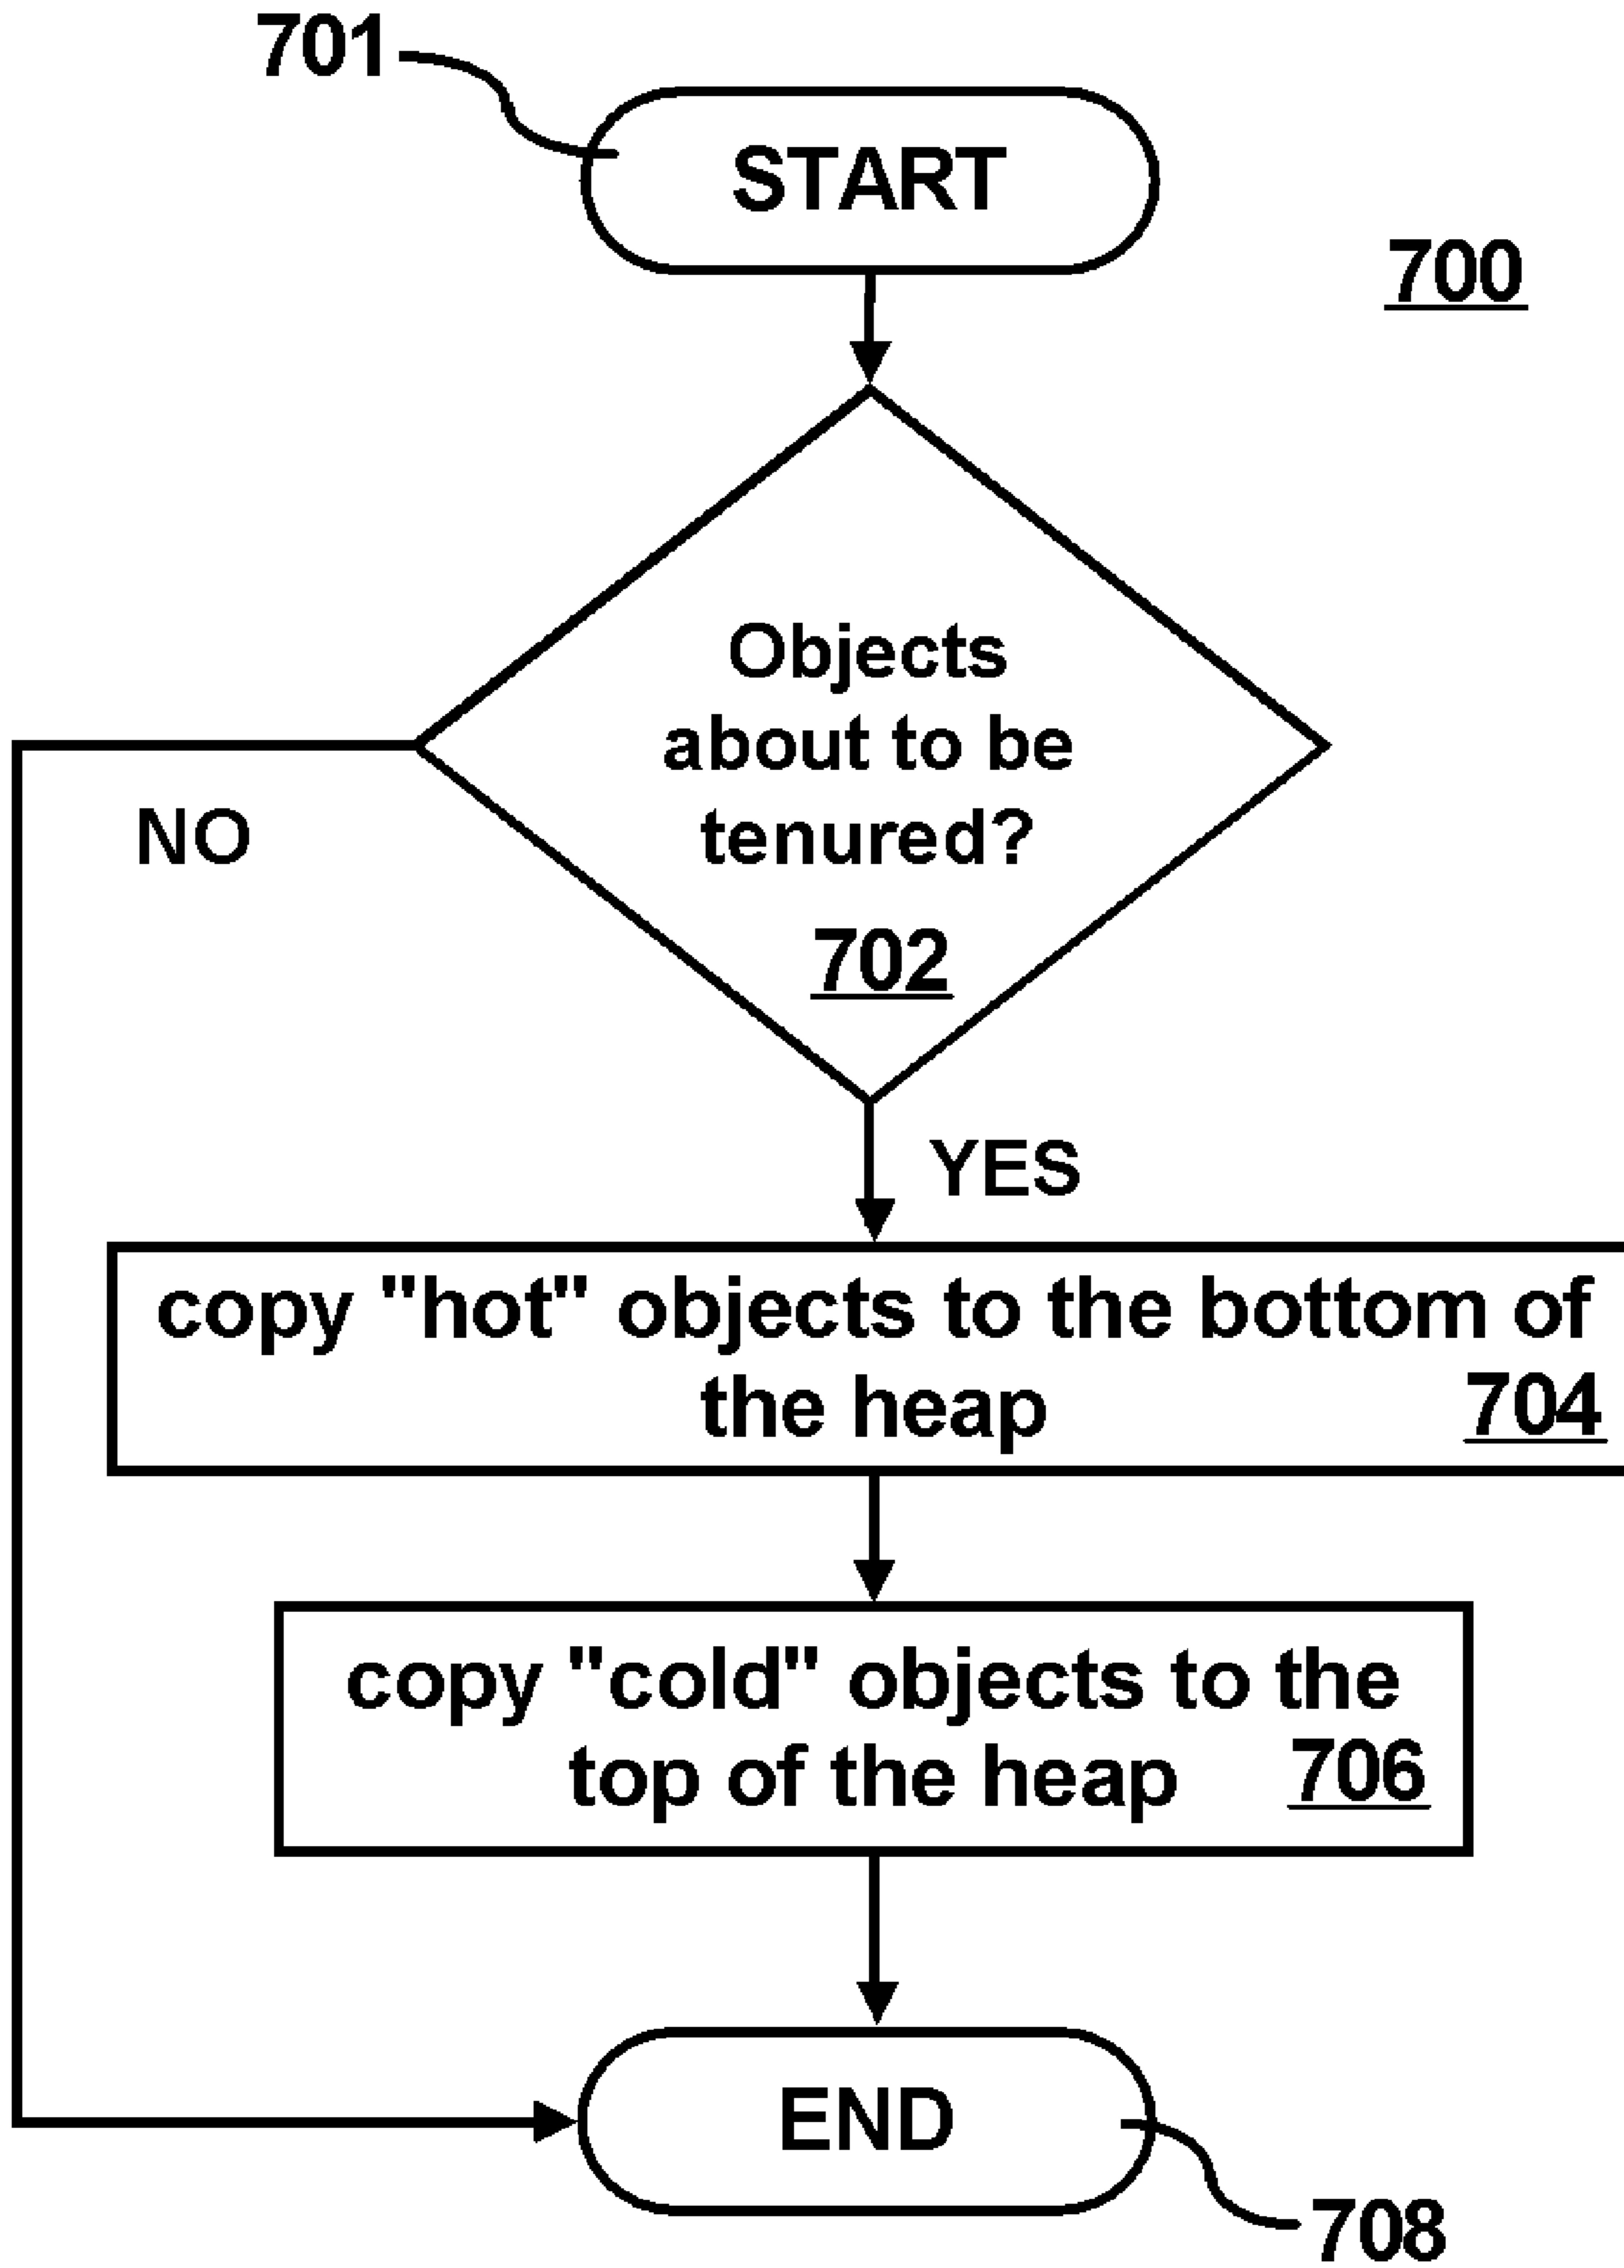 701
START
700
Objects
about to be
tenured?
702
NO
YES
copy "hot" objects to the bottom of
the heap 704
copy "cold" objects to the
top of the heap 706
END
708